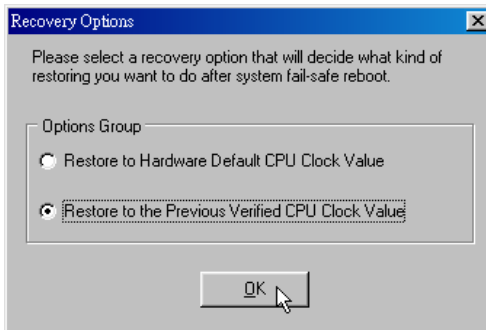 Recovery Options
Please select a recovery option that will decide what kind of
restoring you want to do after system fail-safe reboot.
Options Group
Restore to Hardware Default CPU Clock Value
Restore to the Previous Verified CPU Clock Value
OK